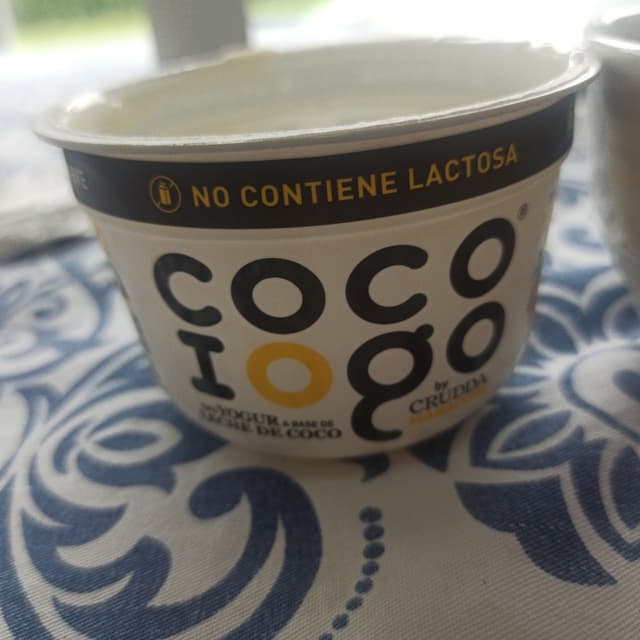 NO CONTIENE LACTOSA
COCO®
IOgO
by
CRUDDA
YOGUR A BASE DE
LECHE DE COCO